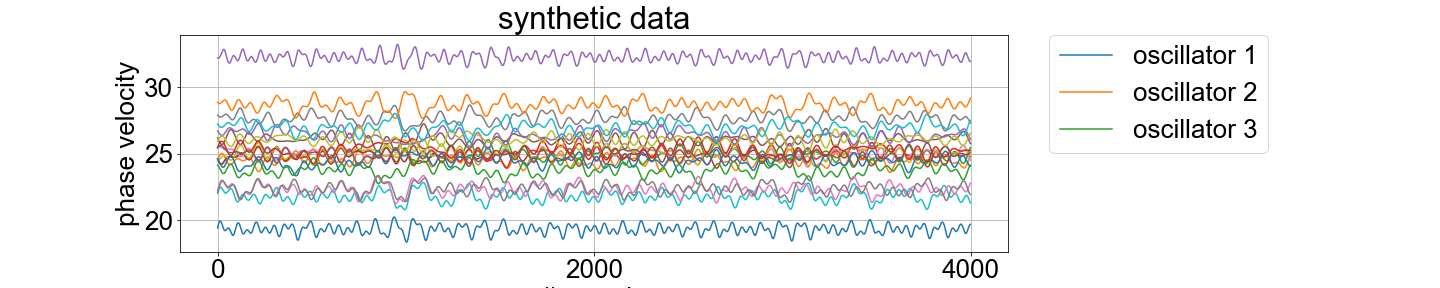 synthetic data
phase velocity
30
25
20
0
2000
4000
oscillator 1
oscillator 2
oscillator 3